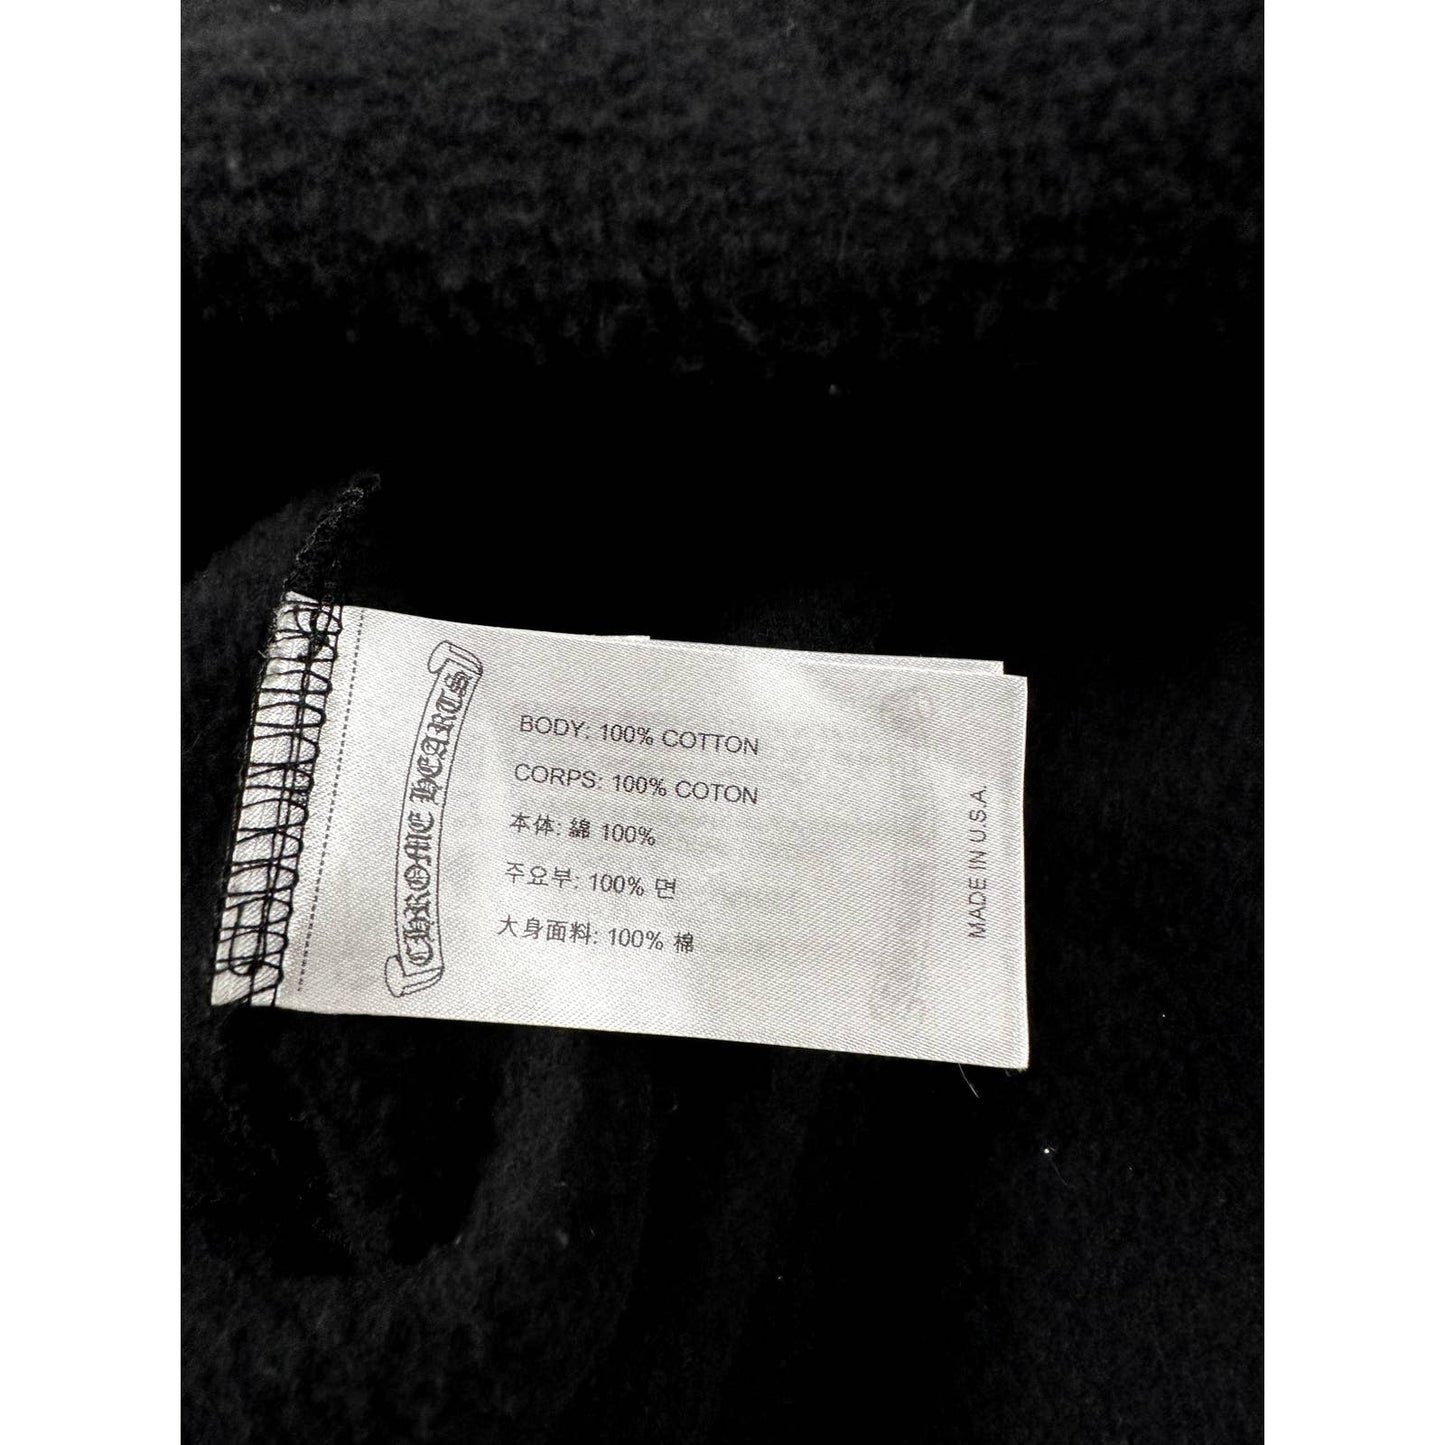 CHROME HEARTS
BODY: 100% COTTON
CORPS: 100% COTON
本体: 綿 100%
주요부: 100% 면
大身面料: 100% 棉
MADE IN U.S.A.